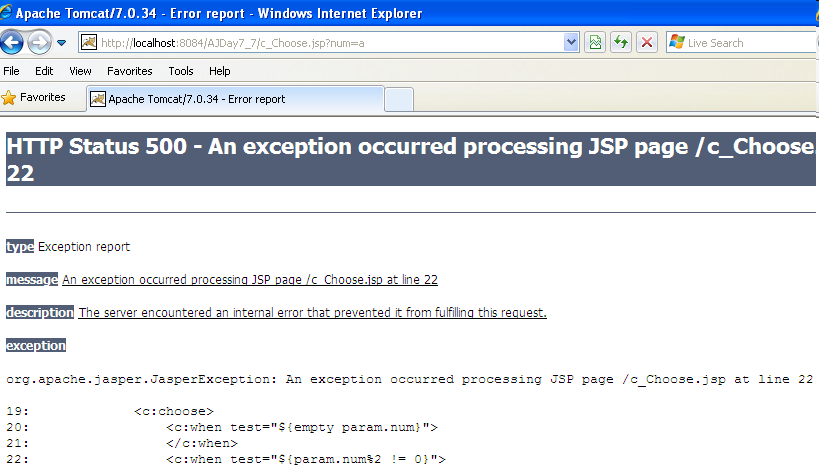 Apache Tomcat/7.0.34 - Error report - Windows Internet Explorer
http://localhost:8084/AJDay7_7/c_Choose.jsp?num=a
Live Search
File Edit View Favorites Tools Help
Favorites Apache Tomcat/7.0.34 - Error report
HTTP Status 500 - An exception occurred processing JSP page /c_Choose.
22
type Exception report
message An exception occurred processing JSP page /c_Choose.jsp at line 22
description The server encountered an internal error that prevented it from fulfilling this request.
exception
org.apache.jasper.JasperException: An exception occurred processing JSP page /c_Choose.jsp at line 22
19: <c:choose>
20: <c:when test="${empty param.num}">
21: </c:when>
22: <c:when test="${param.num%2 != 0}">